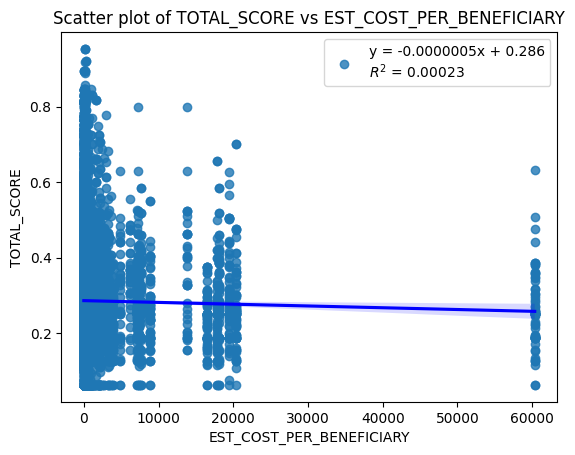 Scatter plot of TOTAL_SCORE vs EST_COST_PER_BENEFICIARY
y = -0.0000005x + 0.286
R² = 0.00023
0.8
0.6
0.4
0.2
TOTAL_SCORE
0 10000 20000 30000 40000 50000 60000
EST_COST_PER_BENEFICIARY